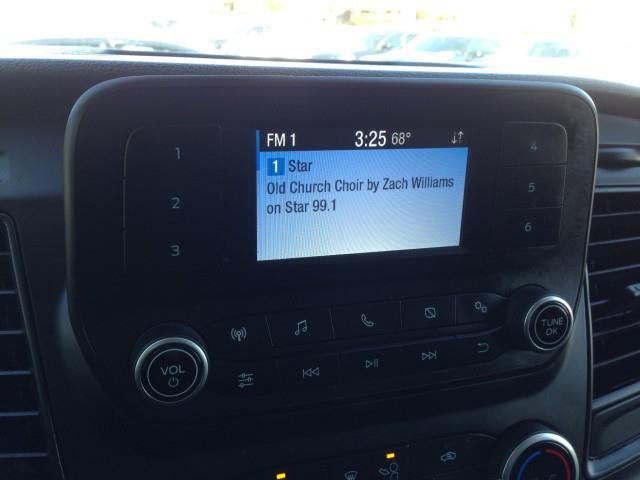 FM 1 3:25 68°
1 Star
Old Church Choir by Zach Williams
on Star 99.1
1
2
3
4
5
6
VOL
TUNE
OK